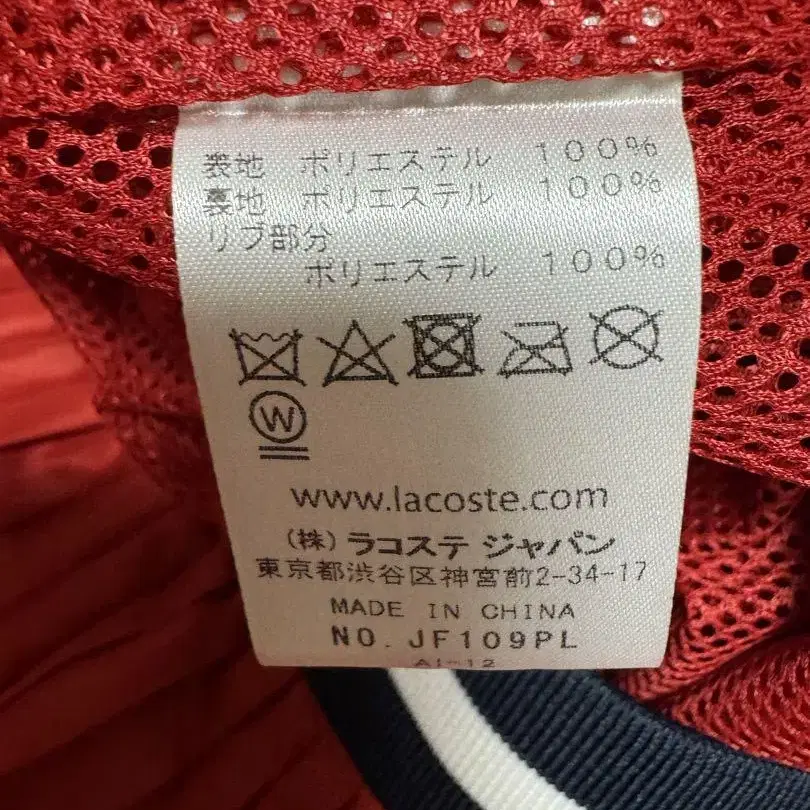 表地 ポリエステル 100%
裏地 ポリエステル 100%
リブ部分
ポリエステル 100%
W
www.lacoste.com
(株) ラコステ ジャパン
東京都渋谷区神宮前2-34-17
MADE IN CHINA
NO. JF109PL
AI-12